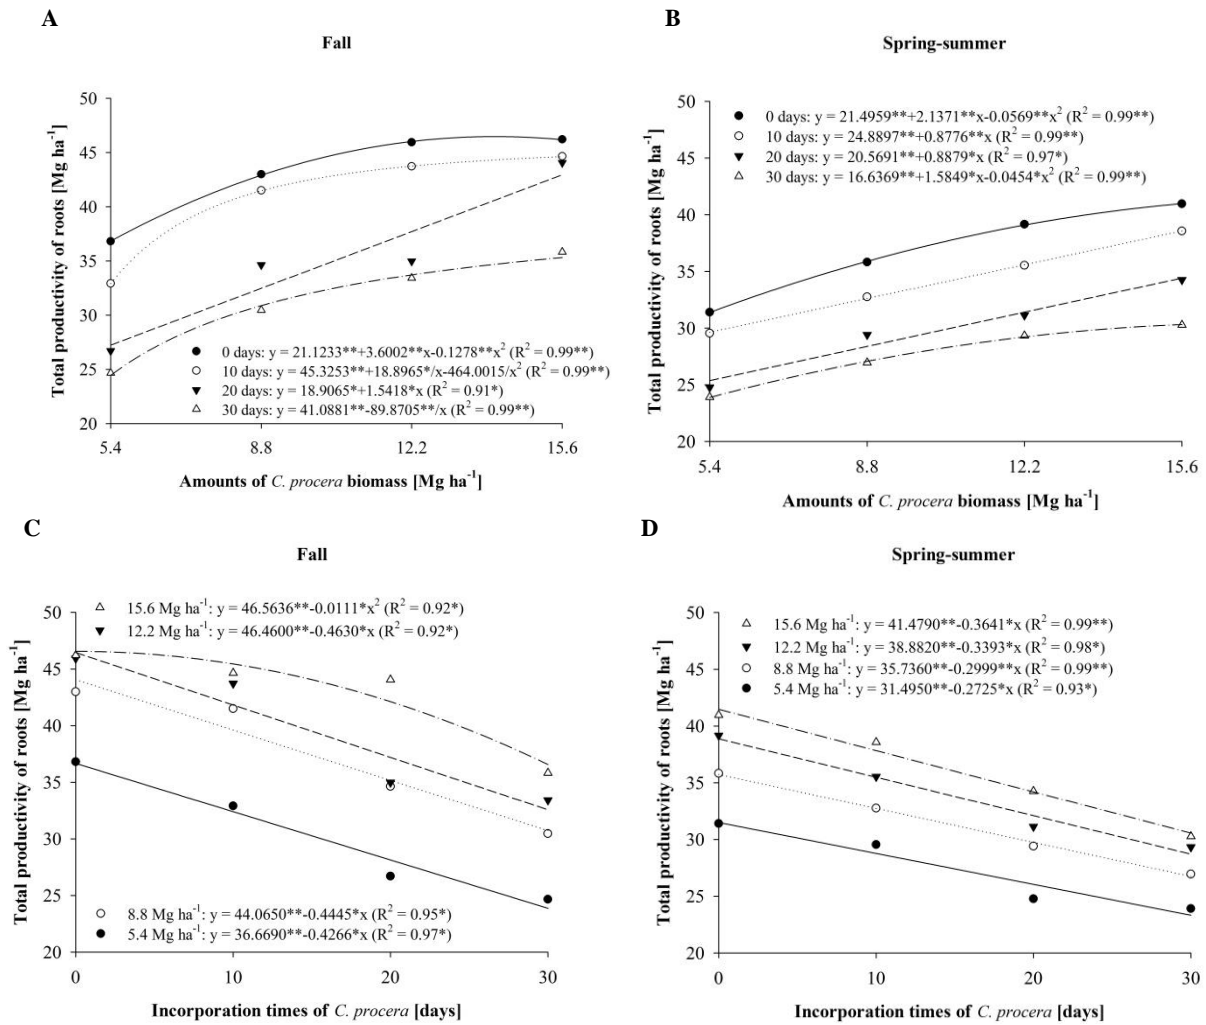 A
Fall
Total productivity of roots [Mg ha⁻¹]
50
45
40
35
30
25
20
0 days: y = 21.1233**+3.6002**x-0.1278**x² (R² = 0.99**)
10 days: y = 45.3253**+18.8965*/x-464.0015/x² (R² = 0.99**)
20 days: y = 18.9065*+1.5418*x (R² = 0.91*)
30 days: y = 41.0881**-89.8705**/x (R² = 0.99**)
5.4 8.8 12.2 15.6
Amounts of C. procera biomass [Mg ha⁻¹]
B
Spring-summer
Total productivity of roots [Mg ha⁻¹]
50
45
40
35
30
25
20
0 days: y = 21.4959**+2.1371**x-0.0569**x² (R² = 0.99**)
10 days: y = 24.8897**+0.8776**x (R² = 0.99**)
20 days: y = 20.5691**+0.8879*x (R² = 0.97*)
30 days: y = 16.6369**+1.5849*x-0.0454*x² (R² = 0.99**)
5.4 8.8 12.2 15.6
Amounts of C. procera biomass [Mg ha⁻¹]
C
Fall
Total productivity of roots [Mg ha⁻¹]
50
45
40
35
30
25
20
15.6 Mg ha⁻¹: y = 46.5636**-0.0111*x² (R² = 0.92*)
12.2 Mg ha⁻¹: y = 46.4600**-0.4630*x (R² = 0.92*)
8.8 Mg ha⁻¹: y = 44.0650**-0.4445*x (R² = 0.95*)
5.4 Mg ha⁻¹: y = 36.6690**-0.4266*x (R² = 0.97*)
0 10 20 30
Incorporation times of C. procera [days]
D
Spring-summer
Total productivity of roots [Mg ha⁻¹]
50
45
40
35
30
25
20
15.6 Mg ha⁻¹: y = 41.4790**-0.3641*x (R² = 0.99**)
12.2 Mg ha⁻¹: y = 38.8820**-0.3393*x (R² = 0.98*)
8.8 Mg ha⁻¹: y = 35.7360**-0.2999**x (R² = 0.99**)
5.4 Mg ha⁻¹: y = 31.4950**-0.2725*x (R² = 0.93*)
0 10 20 30
Incorporation times of C. procera [days]